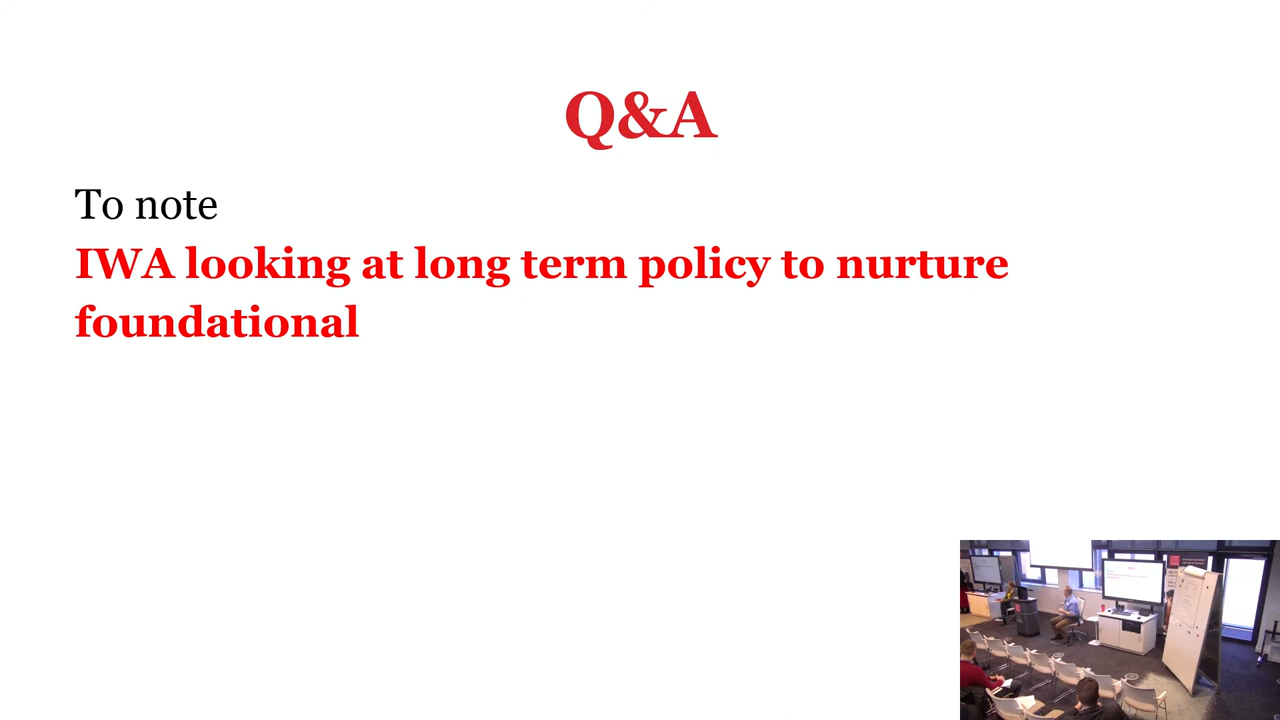 Q&A
To note
IWA looking at long term policy to nurture
foundational